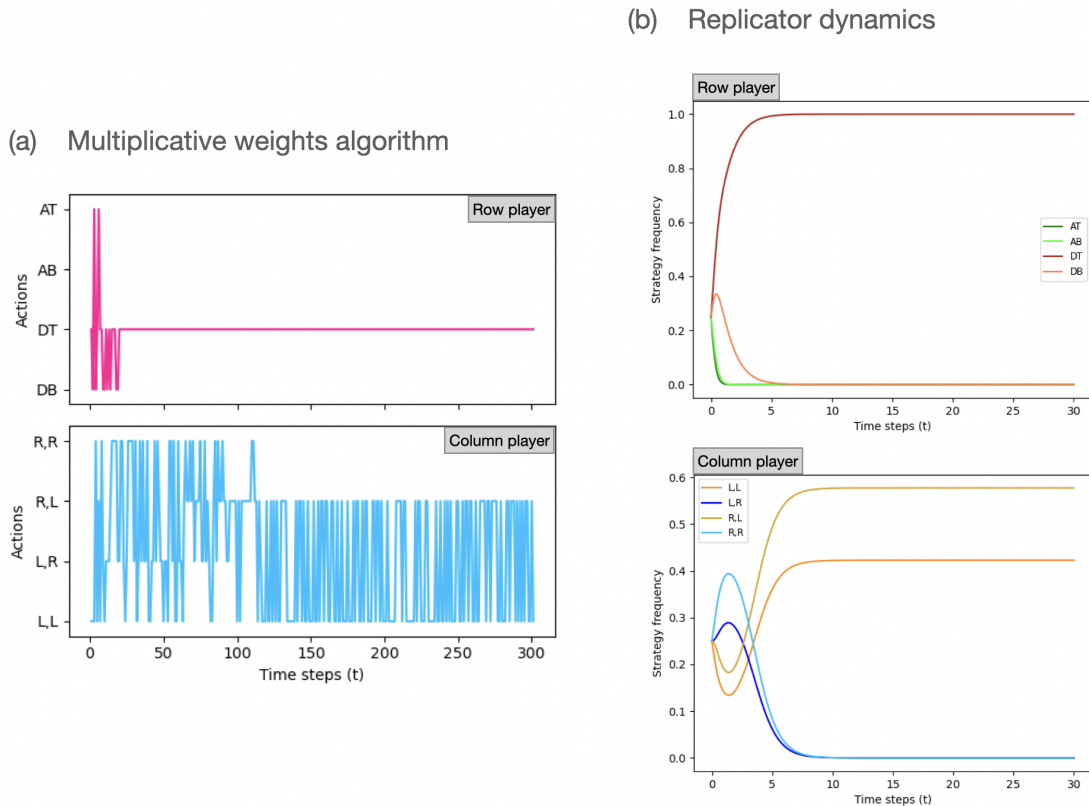 (a) Multiplicative weights algorithm
Row player
Actions
AT
AB
DT
DB
Column player
Actions
R,R
R,L
L,R
L,L
0 50 100 150 200 250 300
Time steps (t)
(b) Replicator dynamics
Row player
Strategy frequency
1.0
0.8
0.6
0.4
0.2
0.0
AT
AB
DT
DB
0 5 10 15 20 25 30
Time steps (t)
Column player
Strategy frequency
0.6
0.5
0.4
0.3
0.2
0.1
0.0
L,L
L,R
R,L
R,R
0 5 10 15 20 25 30
Time steps (t)